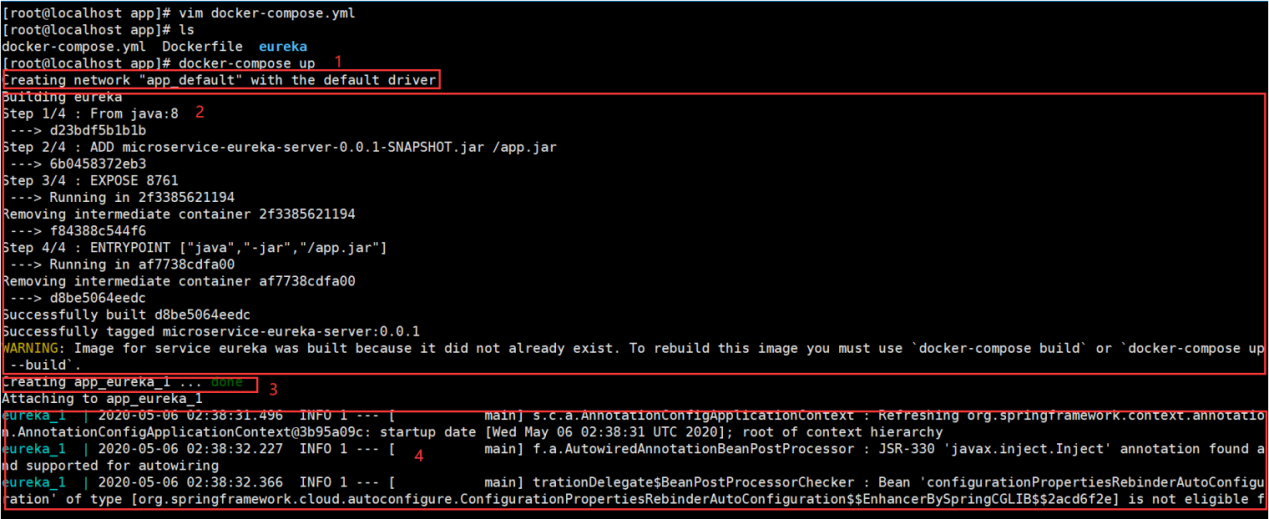 [root@localhost app]# vim docker-compose.yml
[root@localhost app]# ls
docker-compose.yml  Dockerfile  eureka
[root@localhost app]# docker-compose up 1
Creating network "app_default" with the default driver
Building eureka
Step 1/4 : From java:8 2
 ---> d23bdf5b1b1b
Step 2/4 : ADD microservice-eureka-server-0.0.1-SNAPSHOT.jar /app.jar
 ---> 6b0458372eb3
Step 3/4 : EXPOSE 8761
 ---> Running in 2f3385621194
Removing intermediate container 2f3385621194
 ---> f84388c544f6
Step 4/4 : ENTRYPOINT ["java","-jar","/app.jar"]
 ---> Running in af7738cdfa00
Removing intermediate container af7738cdfa00
 ---> d8be5064eedc
Successfully built d8be5064eedc
Successfully tagged microservice-eureka-server:0.0.1
WARNING: Image for service eureka was built because it did not already exist. To rebuild this image you must use `docker-compose build` or `docker-compose up
 --build`.
Creating app_eureka_1 ... done 3
Attaching to app_eureka_1
eureka_1  | 2020-05-06 02:38:31.496  INFO 1 --- [           main] s.c.a.AnnotationConfigApplicationContext : Refreshing org.springframework.context.annotatio
n.AnnotationConfigApplicationContext@3b95a09c: startup date [Wed May 06 02:38:31 UTC 2020]; root of context hierarchy
eureka_1  | 2020-05-06 02:38:32.227  INFO 1 --- [ 4         main] f.a.AutowiredAnnotationBeanPostProcessor : JSR-330 'javax.inject.Inject' annotation found a
nd supported for autowiring
eureka_1  | 2020-05-06 02:38:32.366  INFO 1 --- [           main] trationDelegate$BeanPostProcessorChecker : Bean 'configurationPropertiesRebinderAutoConfigu
ration' of type [org.springframework.cloud.autoconfigure.ConfigurationPropertiesRebinderAutoConfiguration$$EnhancerBySpringCGLIB$$2acd6f2e] is not eligible f